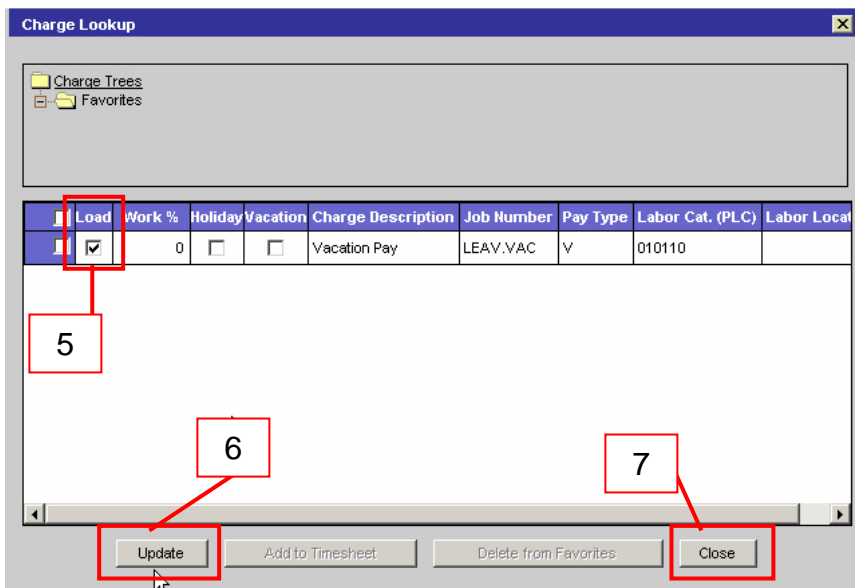 Charge Lookup
Charge Trees
Favorites
Load Work % Holiday Vacation Charge Description Job Number Pay Type Labor Cat. (PLC) Labor Locat
0 Vacation Pay LEAV.VAC V 010110
5
6
7
Update Add to Timesheet Delete from Favorites Close